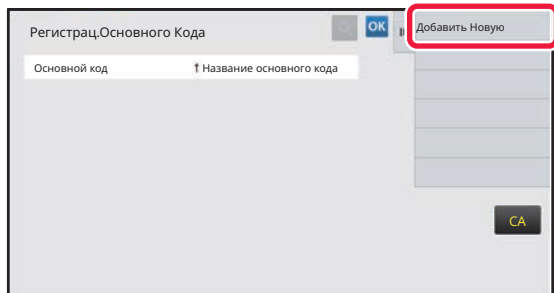 Регистрац.Основного Кода
OK
Добавить Новую
Основной код
Название основного кода
CA